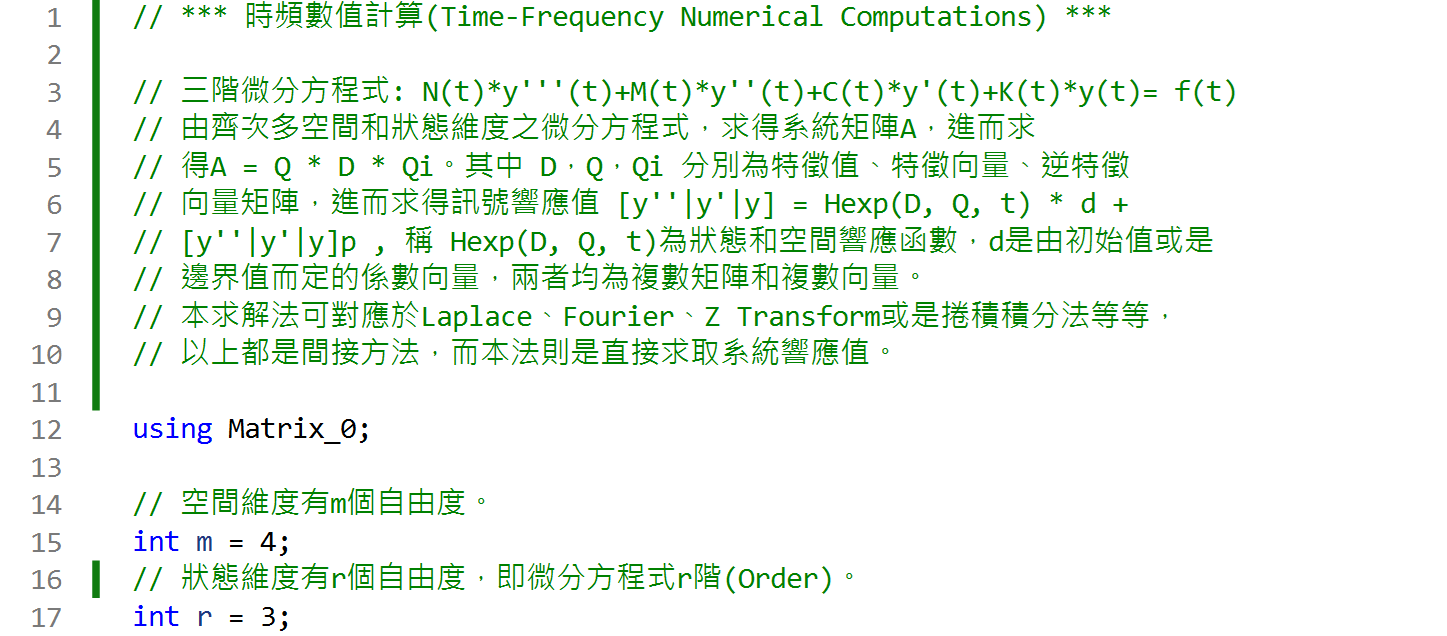 1 // *** 時頻數值計算(Time-Frequency Numerical Computations) ***
2
3 // 三階微分方程式: N(t)*y'''(t)+M(t)*y''(t)+C(t)*y'(t)+K(t)*y(t)= f(t)
4 // 由齊次多空間和狀態維度之微分方程式，求得系統矩陣A，進而求
5 // 得A = Q * D * Qi。其中 D，Q，Qi 分別為特徵值、特徵向量、逆特徵
6 // 向量矩陣，進而求得訊號響應值 [y''|y'|y] = Hexp(D, Q, t) * d +
7 // [y''|y'|y]p , 稱 Hexp(D, Q, t)為狀態和空間響應函數，d是由初始值或是
8 // 邊界值而定的係數向量，兩者均為複數矩陣和複數向量。
9 // 本求解法可對應於Laplace、Fourier、Z Transform或是捲積積分法等等，
10 // 以上都是間接方法，而本法則是直接求取系統響應值。
11
12 using Matrix_0;
13
14 // 空間維度有m個自由度。
15 int m = 4;
16 // 狀態維度有r個自由度，即微分方程式r階(Order)。
17 int r = 3;